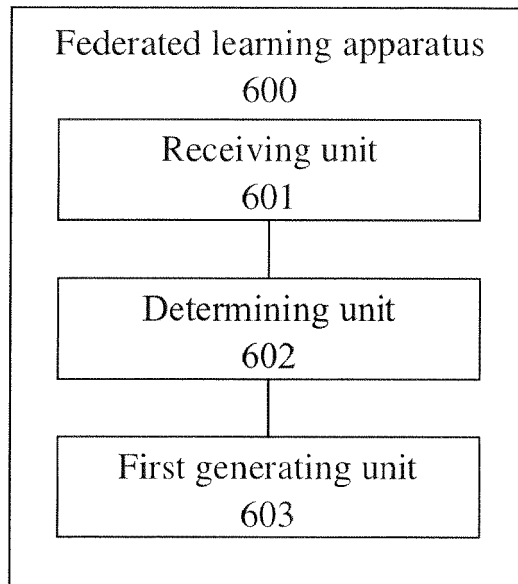 Federated learning apparatus
600
Receiving unit
601
Determining unit
602
First generating unit
603